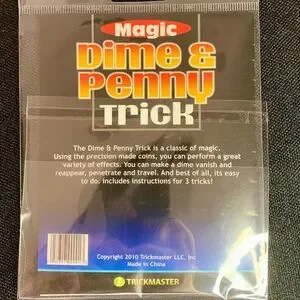 Magic
Dime &
Penny
Trick
The Dime & Penny Trick is a classic of magic.
Using the precision made coins, you can perform a great
variety of effects. You can make a dime vanish and
reappear, penetrate and travel. And best of all, its easy
to do. includes instructions for 3 tricks!
Copyright 2010 Trickmaster LLC, Inc
Made In China
TRICKMASTER